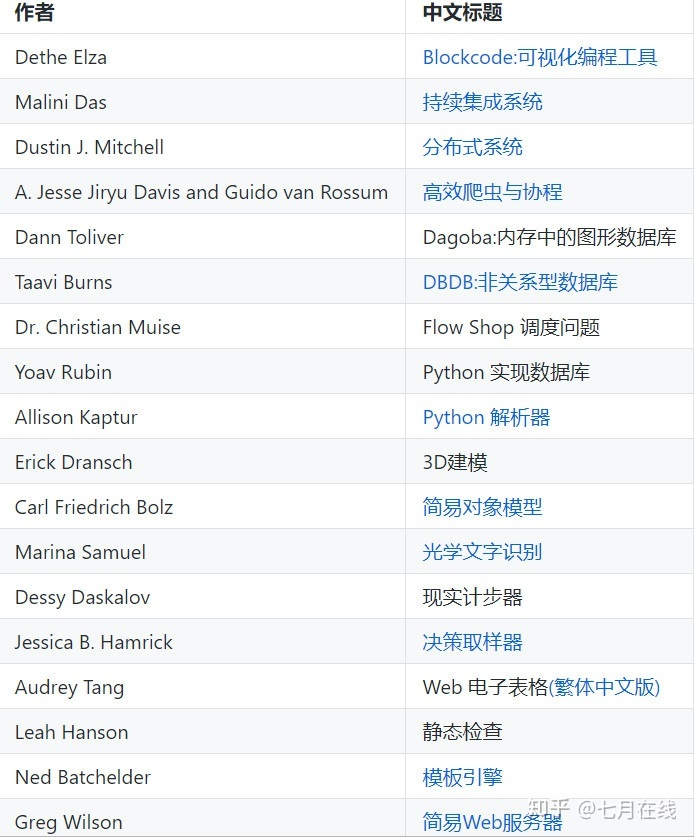 作者 中文标题
Dethe Elza Blockcode:可视化编程工具
Malini Das 持续集成系统
Dustin J. Mitchell 分布式系统
A. Jesse Jiryu Davis and Guido van Rossum 高效爬虫与协程
Dann Toliver Dagoba:内存中的图形数据库
Taavi Burns DBDB:非关系型数据库
Dr. Christian Muise Flow Shop 调度问题
Yoav Rubin Python 实现数据库
Allison Kaptur Python 解析器
Erick Dransch 3D建模
Carl Friedrich Bolz 简易对象模型
Marina Samuel 光学文字识别
Dessy Daskalov 现实计步器
Jessica B. Hamrick 决策取样器
Audrey Tang Web 电子表格(繁体中文版)
Leah Hanson 静态检查
Ned Batchelder 模板引擎
Greg Wilson 简易Web服务器
知乎 @七月在线